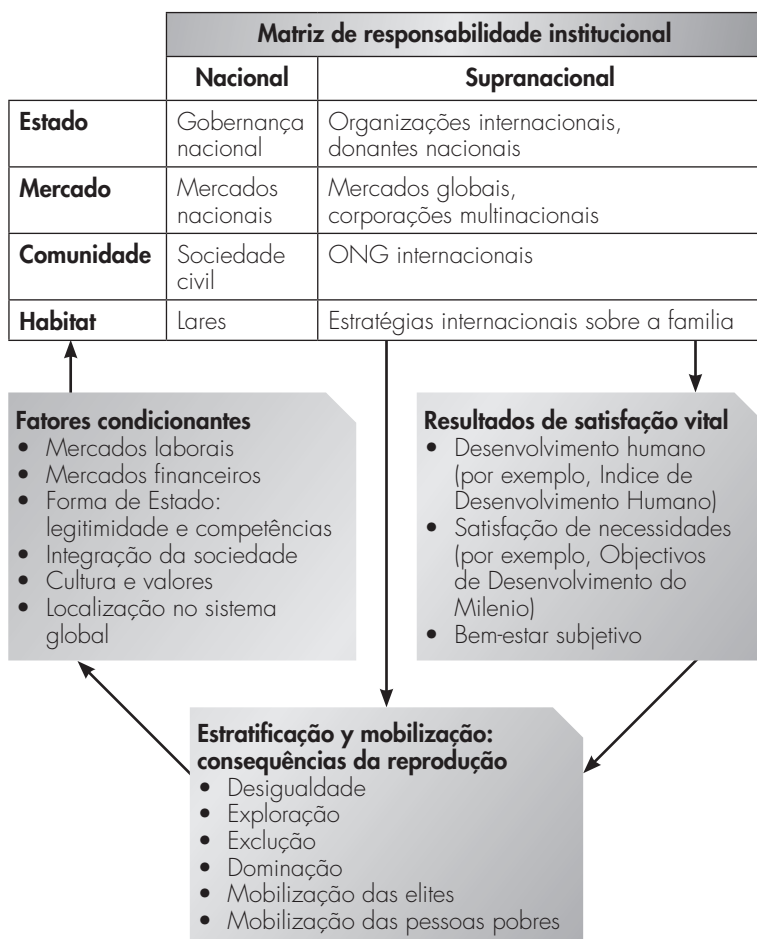 Matriz de responsabilidade institucional
Nacional Supranacional
Estado Gobernança nacional Organizações internacionais, donantes nacionais
Mercado Mercados nacionais Mercados globais, corporações multinacionais
Comunidade Sociedade civil ONG internacionais
Habitat Lares Estratégias internacionais sobre a familia
Fatores condicionantes
• Mercados laborais
• Mercados financeiros
• Forma de Estado:
legitimidade e competências
• Integração da sociedade
• Cultura e valores
• Localização no sistema
global
Resultados de satisfação vital
• Desenvolvimento humano
(por exemplo, Indice de
Desenvolvimento Humano)
• Satisfação de necessidades
(por exemplo, Objectivos
de Desenvolvimento do
Milenio)
• Bem-estar subjetivo
Estratificação y mobilização:
consequências da reprodução
• Desigualdade
• Exploração
• Exclução
• Dominação
• Mobilização das elites
• Mobilização das pessoas pobres